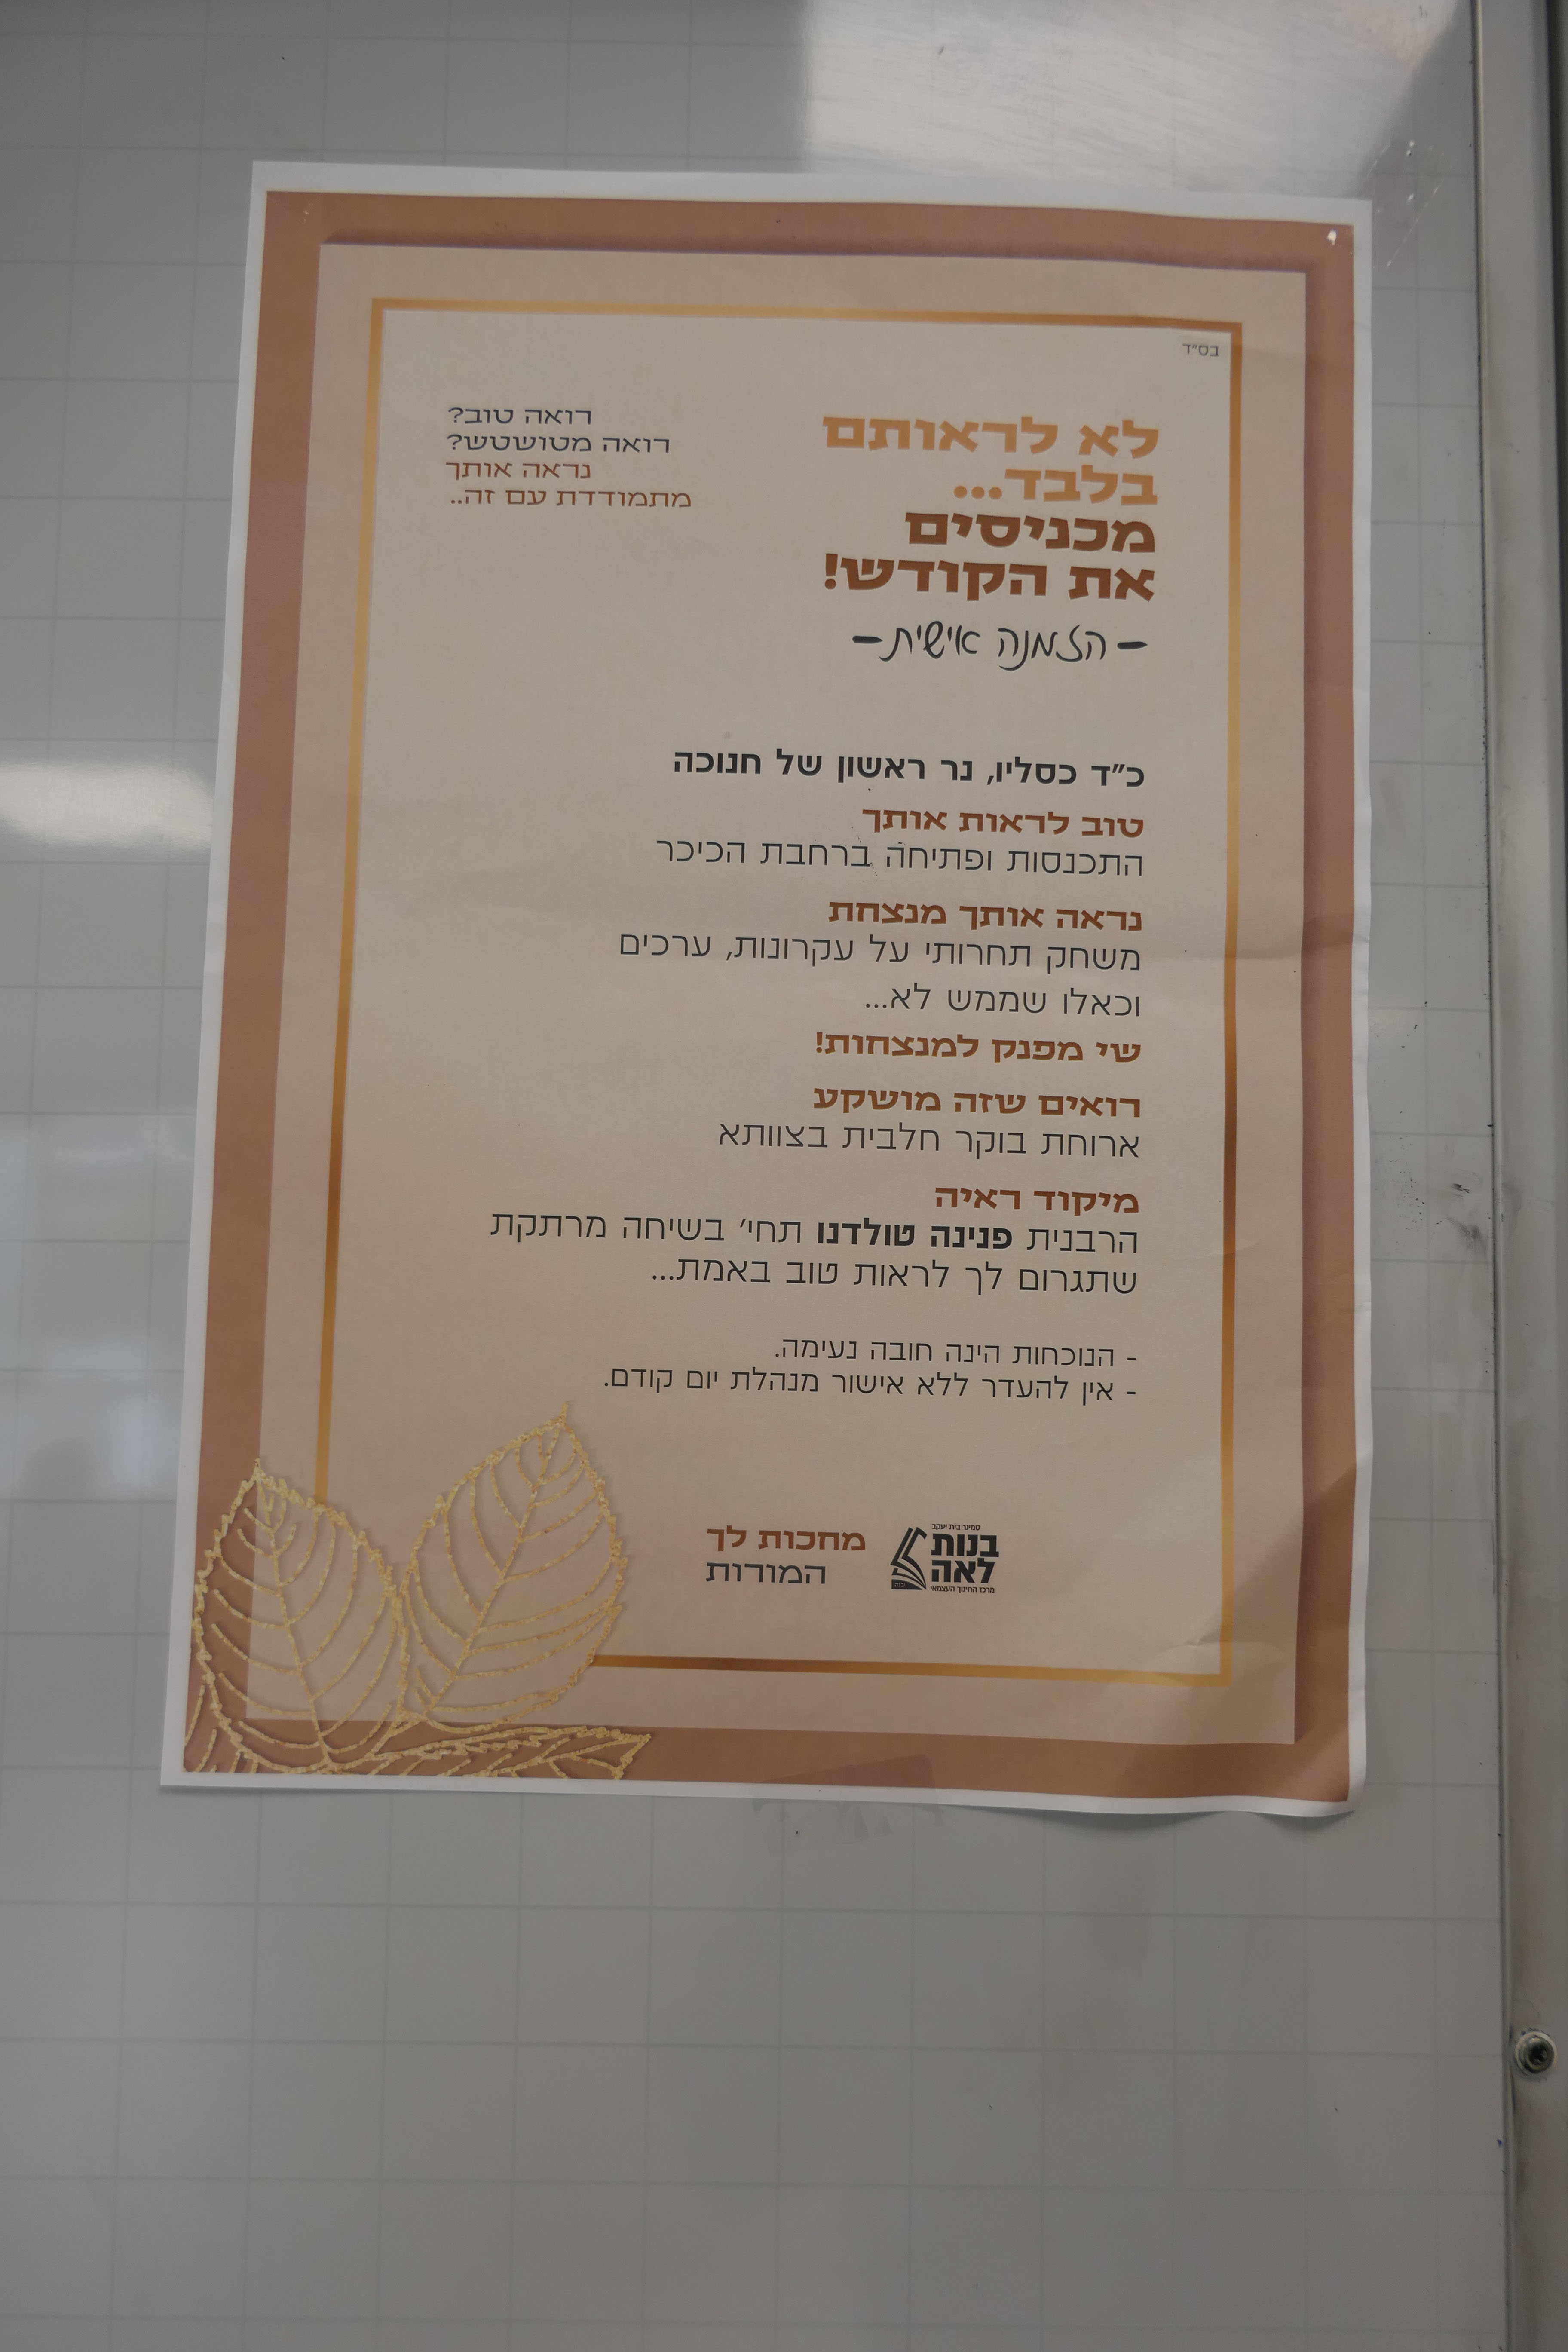 בס"ד
לא לראותם
בלבד...
מכניסים
את הקודש!
- הזמנה אישית -
רואה טוב?
רואה מטושטש?
נראה אותך
מתמודדת עם זה..
כ"ד כסליו, נר ראשון של חנוכה
טוב לראות אותך
התכנסות ופתיחה ברחבת הכיכר
נראה אותך מנצחת
משחק תחרותי על עקרונות, ערכים
וכאלו שממש לא...
שי מפנק למנצחות!
רואים שזה מושקע
ארוחת בוקר חלבית בצוותא
מיקוד ראיה
הרבנית פנינה טולדנו תחי' בשיחה מרתקת
שתגרום לך לראות טוב באמת...
- הנוכחות הינה חובה נעימה.
- אין להעדר ללא אישור מנהלת יום קודם.
סמינר בית יעקב
בנות
לאה
מרכז החינוך העצמאי
מחכות לך
המורות